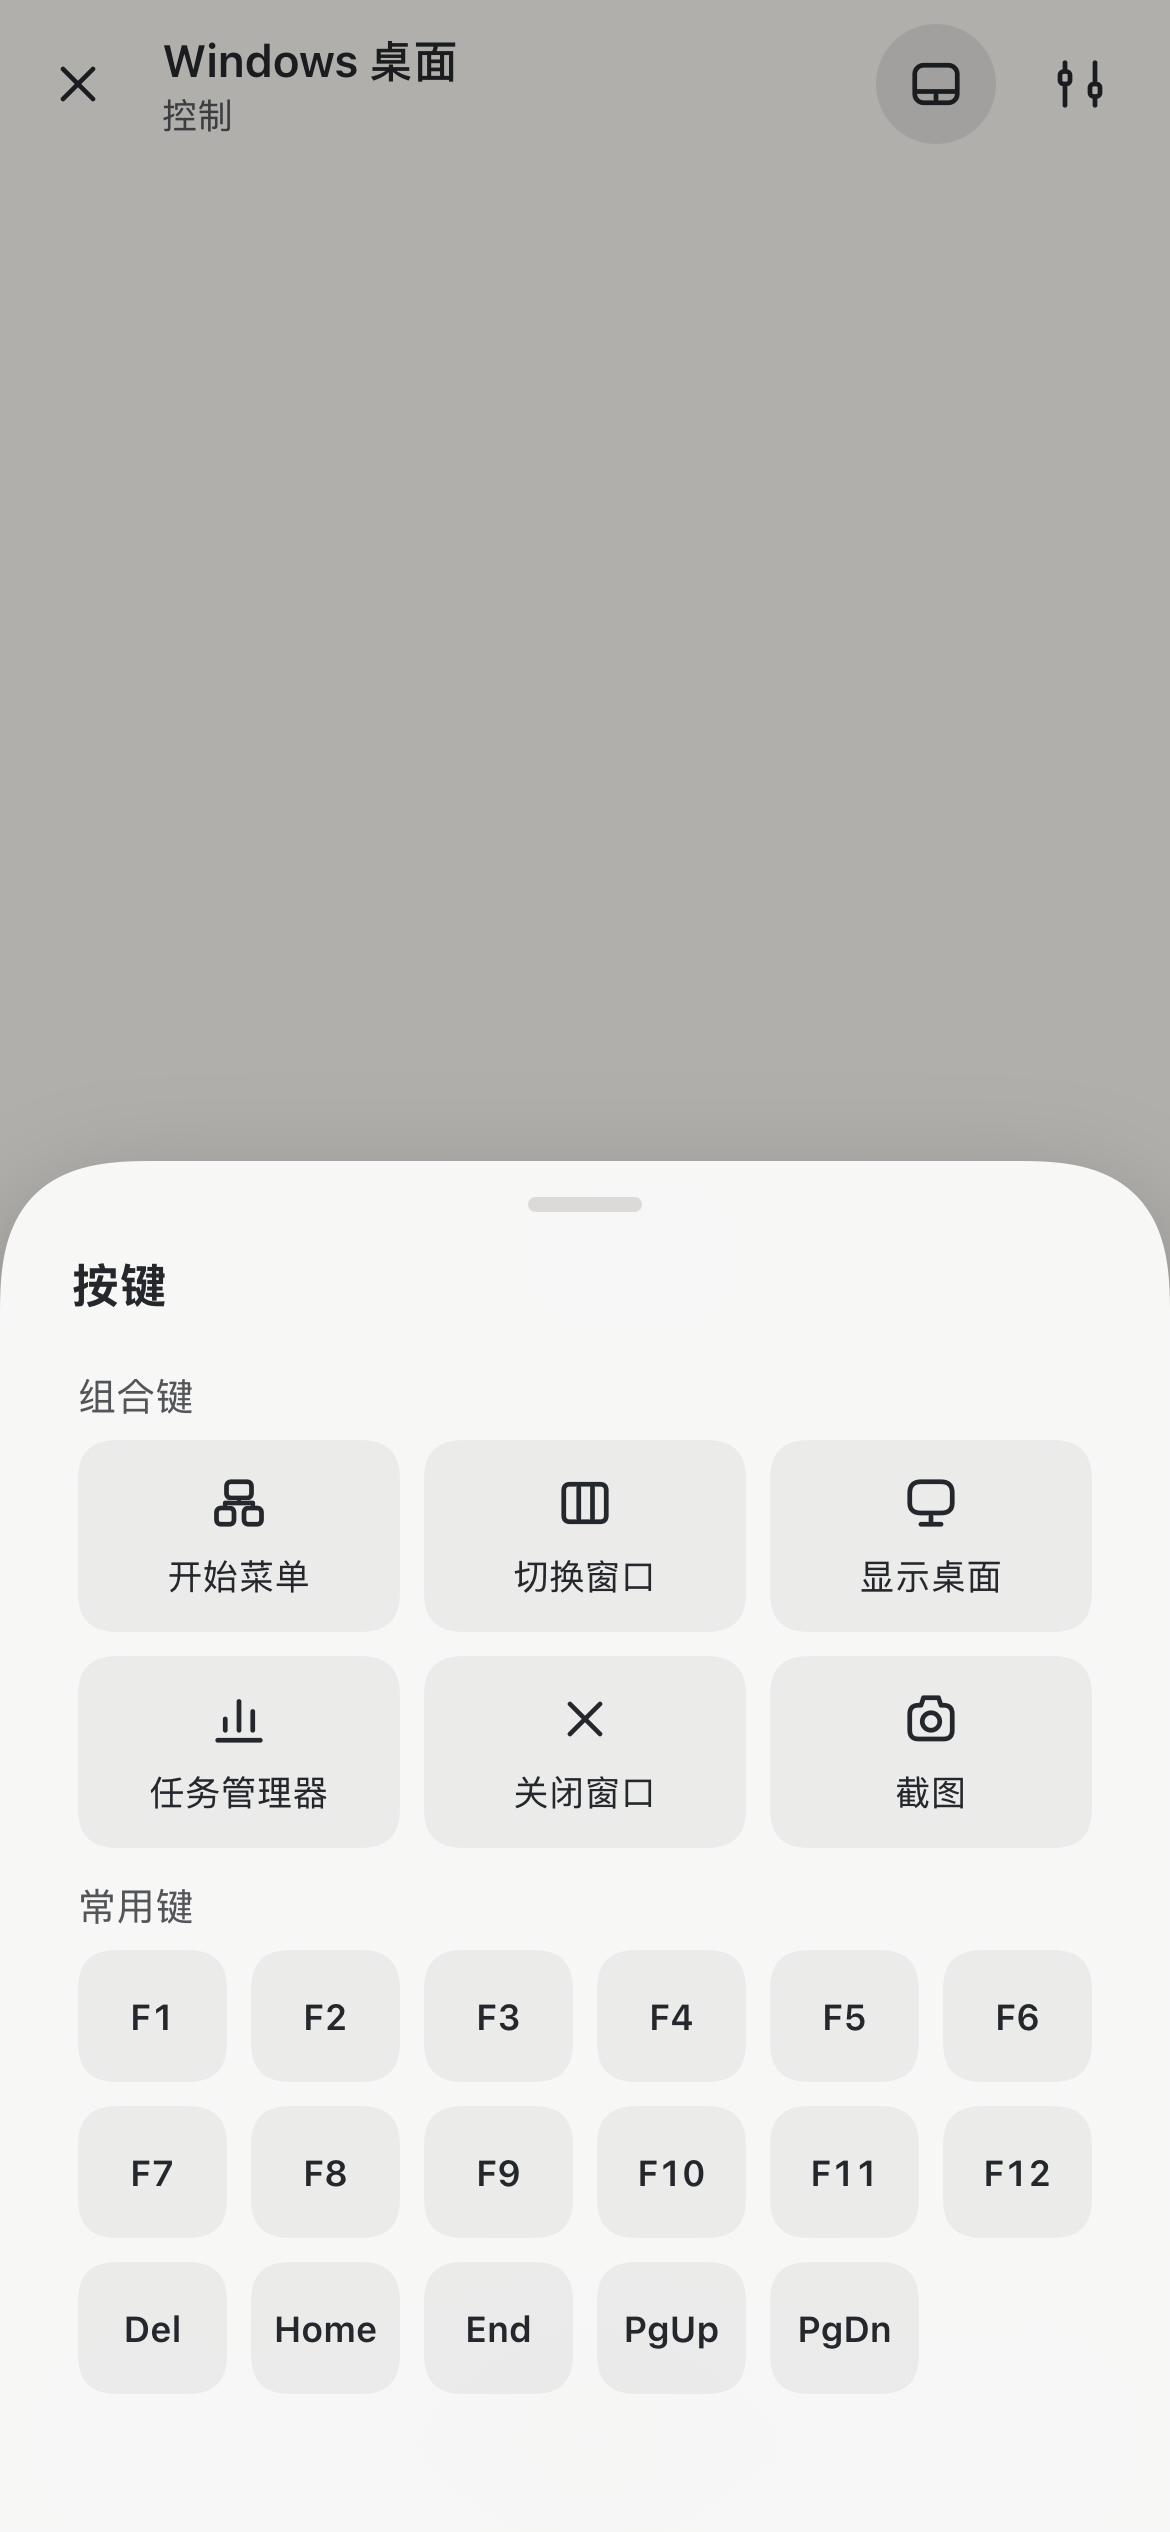 Windows 桌面
控制
按键
组合键
开始菜单 切换窗口 显示桌面
任务管理器 关闭窗口 截图
常用键
F1 F2 F3 F4 F5 F6
F7 F8 F9 F10 F11 F12
Del Home End PgUp PgDn